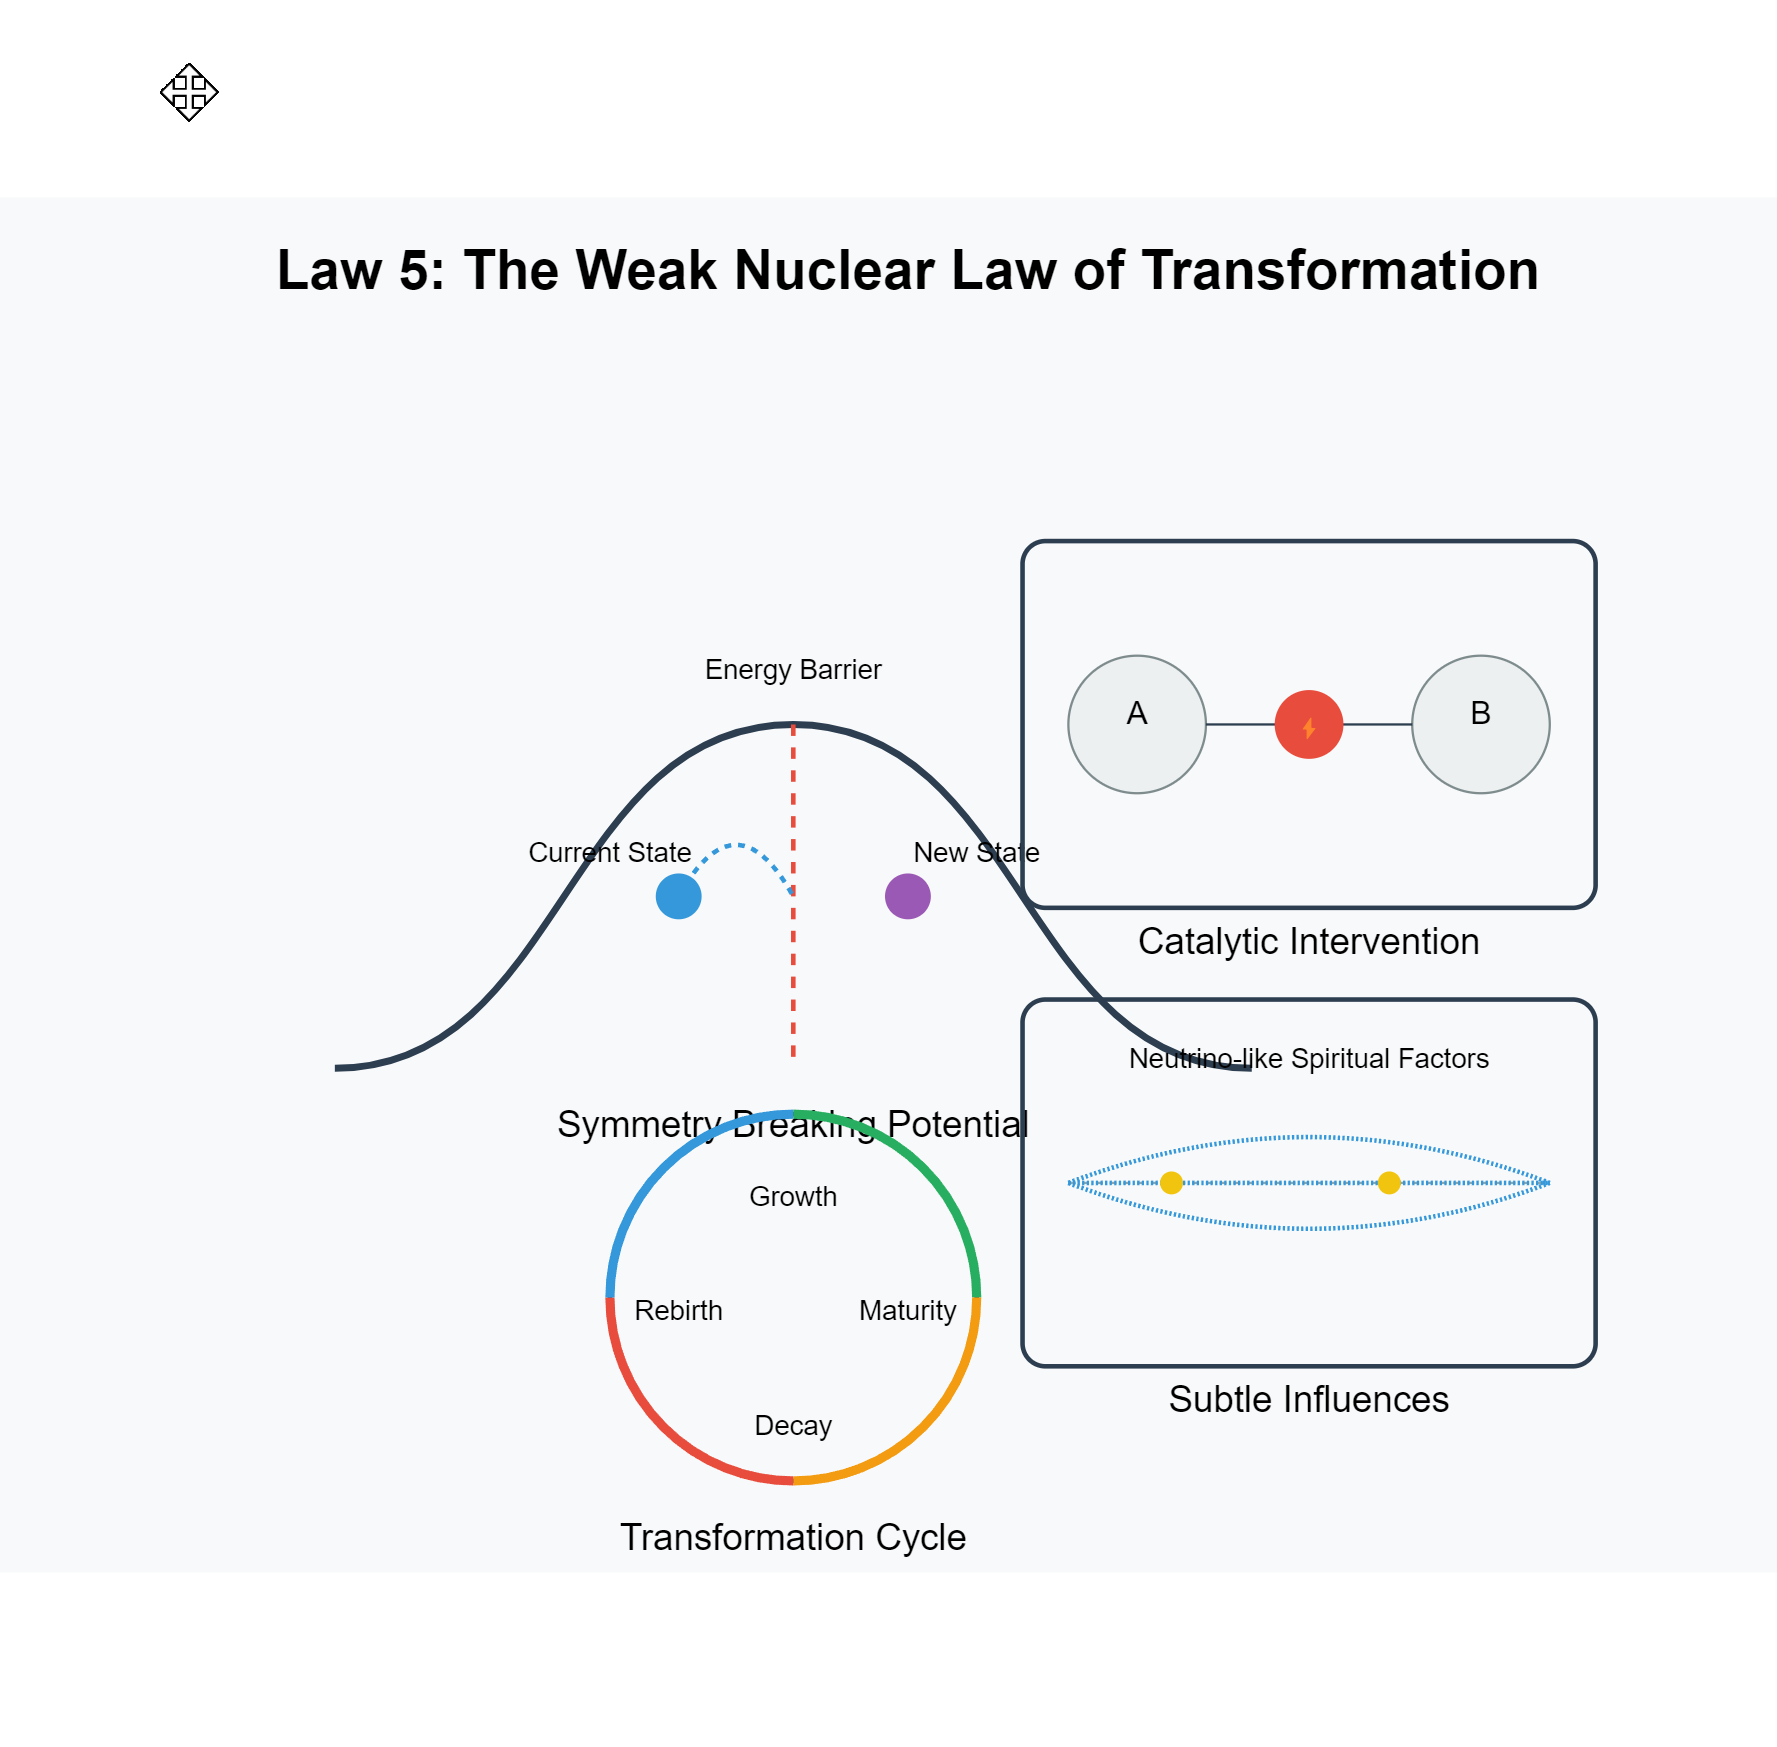 Law 5: The Weak Nuclear Law of Transformation
Energy Barrier
Current State
New State
Symmetry Breaking Potential
A
B
Catalytic Intervention
Neutrino-like Spiritual Factors
Subtle Influences
Growth
Rebirth
Maturity
Decay
Transformation Cycle